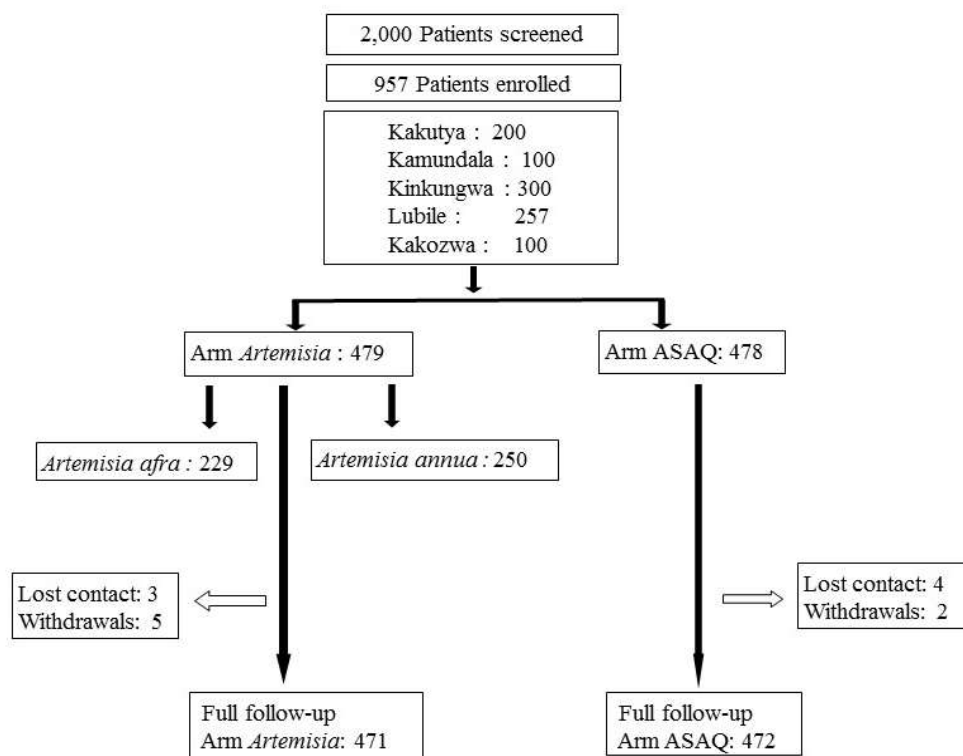 2,000 Patients screened
957 Patients enrolled
Kakutya : 200
Kamundala : 100
Kinkungwa : 300
Lubile : 257
Kakozwa : 100
Arm Artemisia : 479
Arm ASAQ: 478
Artemisia afra : 229
Artemisia annua : 250
Lost contact: 3
Withdrawals: 5
Lost contact: 4
Withdrawals: 2
Full follow-up
Arm Artemisia: 471
Full follow-up
Arm ASAQ: 472